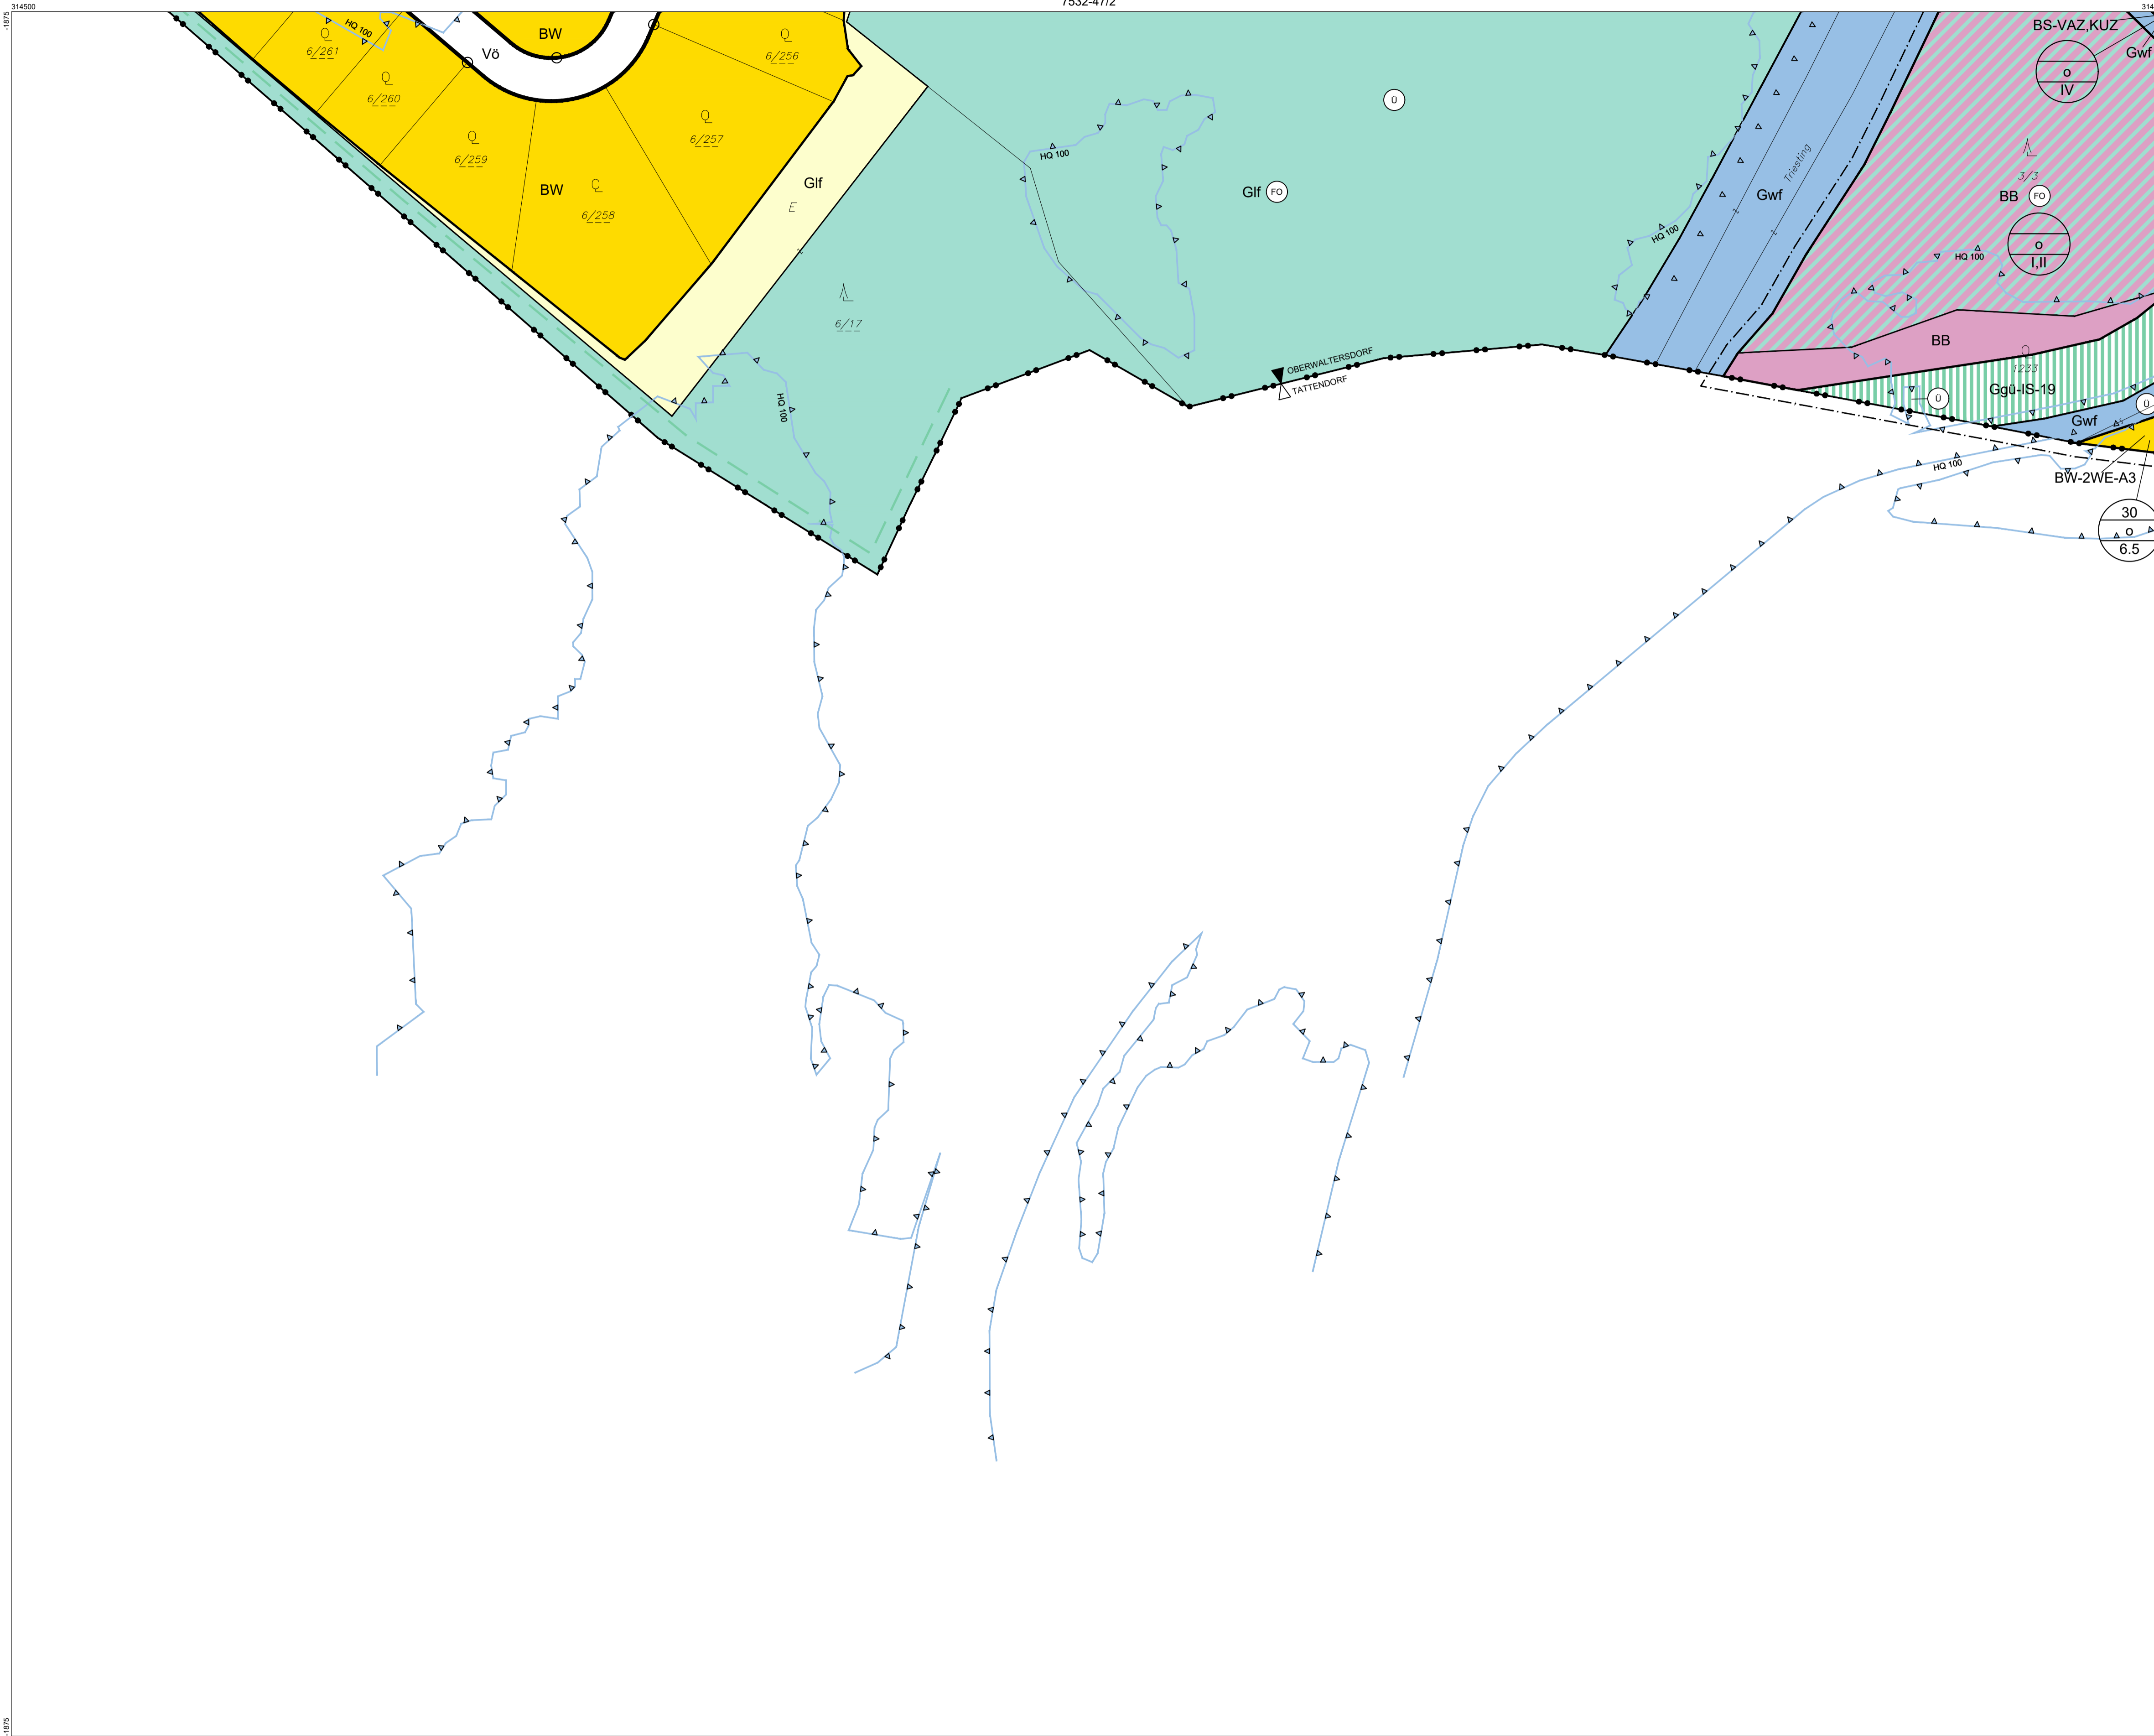 7532-47/2
314500
314
-1875
BS-VAZ,KUZ
o
IV
Gwf
Q
6/261
HQ 100
Vö
BW
Q
6/256
Q
6/260
Q
6/259
Q
6/257
BW
Q
6/258
Glf
E
HQ 100
Ü
Glf
FO
Triesting
Gwf
HQ 100
3/3
BB
FO
o
I,II
HQ 100
6/17
BB
Q
1233
Ggü-IS-19
Ü
Ü
Gwf
OBERWALTERSDORF
TATTENDORF
HQ 100
HQ 100
BW-2WE-A3
30
o
6.5
-1875